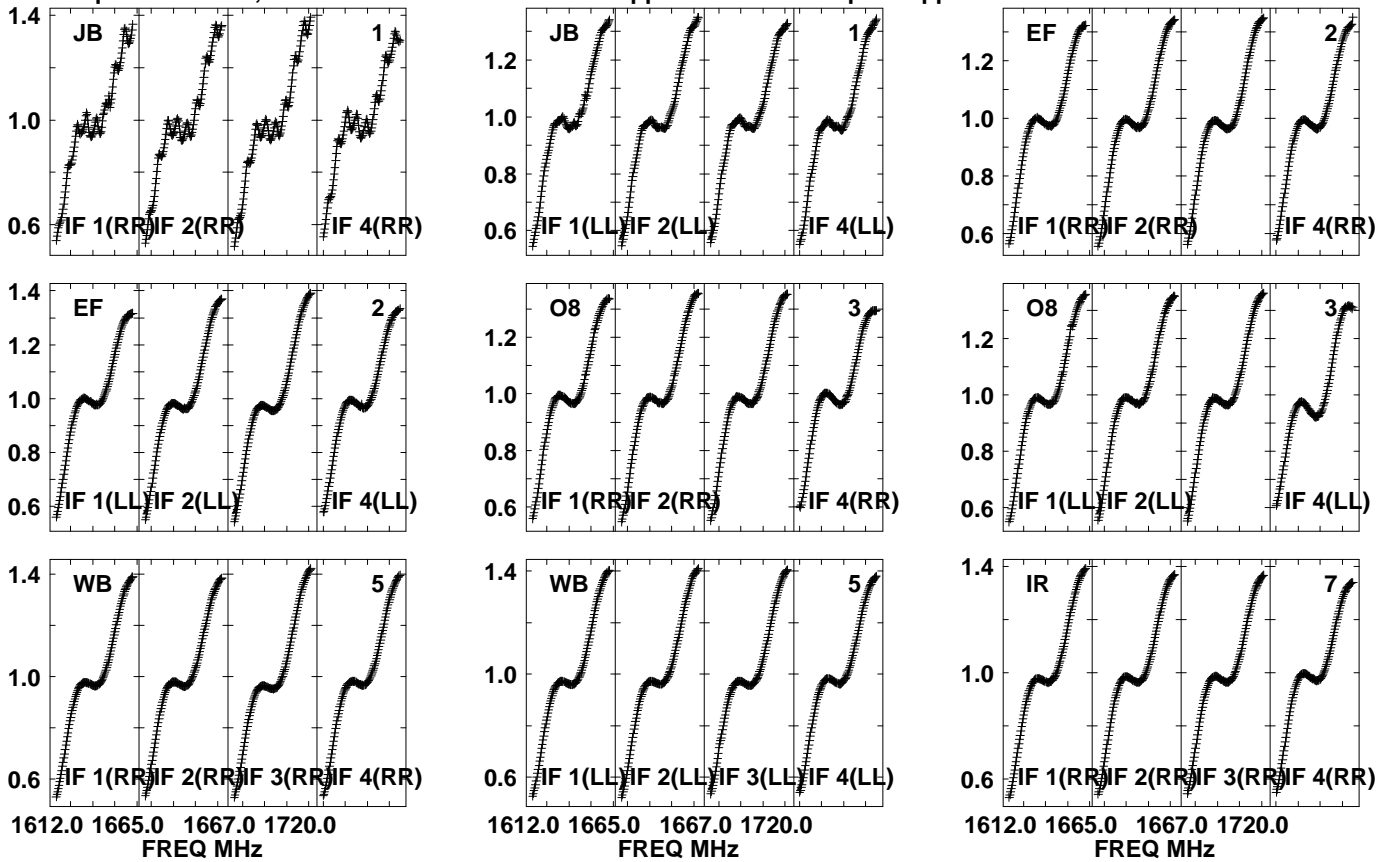 1.4
1.0
0.6
JB
1
IF 1(RR)
IF 2(RR)
IF 4(RR)
1.2
1.0
0.8
0.6
JB
1
IF 1(LL)
IF 2(LL)
IF 4(LL)
1.2
1.0
0.8
0.6
EF
2
IF 1(RR)
IF 2(RR)
IF 4(RR)
1.4
1.2
1.0
0.8
0.6
EF
2
IF 1(LL)
IF 2(LL)
IF 4(LL)
1.2
1.0
0.8
0.6
O8
3
IF 1(RR)
IF 2(RR)
IF 4(RR)
1.2
1.0
0.8
0.6
O8
3
IF 1(LL)
IF 2(LL)
IF 4(LL)
1.4
1.0
0.6
WB
5
IF 1(RR)
IF 2(RR)
IF 3(RR)
IF 4(RR)
1612.0 1665.0 1667.0 1720.0
FREQ MHz
1.4
1.0
0.6
WB
5
IF 1(LL)
IF 2(LL)
IF 3(LL)
IF 4(LL)
1612.0 1665.0 1667.0 1720.0
FREQ MHz
1.4
1.0
0.6
IR
7
IF 1(RR)
IF 2(RR)
IF 3(RR)
IF 4(RR)
1612.0 1665.0 1667.0 1720.0
FREQ MHz